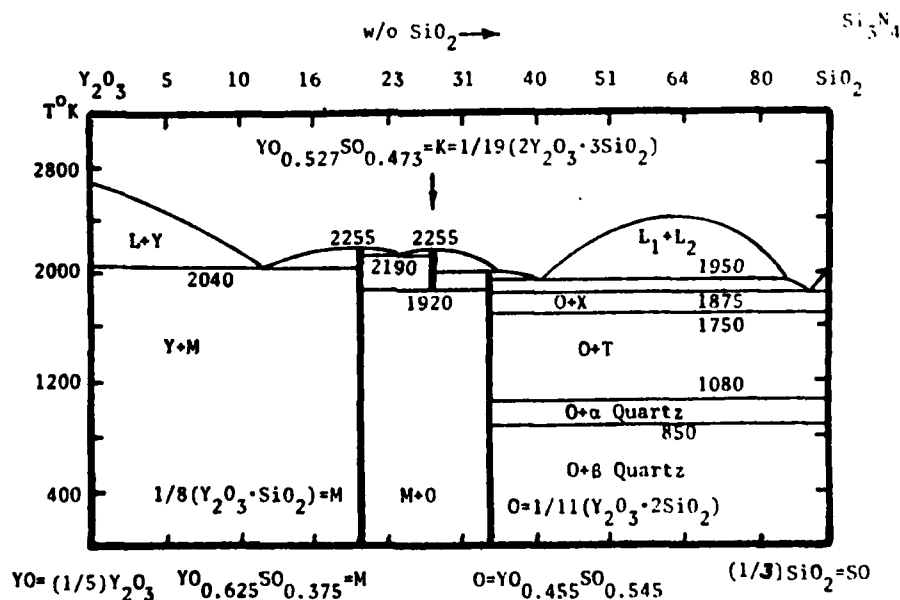 w/o SiO₂ → Si₃N₄
Y₂O₃ 5 10 16 23 31 40 51 64 80 SiO₂
T°K
YO₀.₅₂₇SO₀.₄₇₃=K=1/19(2Y₂O₃·3SiO₂)
2800
L+Y 2255 2255 L₁+L₂
2000 2040 2190 1950
1920 O+X 1875
1750
Y+M O+T
1200 1080
O+α Quartz
850
O+β Quartz
400 1/8(Y₂O₃·SiO₂)=M M+O O=1/11(Y₂O₃·2SiO₂)
YO=(1/5)Y₂O₃ YO₀.₆₂₅SO₀.₃₇₅=M O=YO₀.₄₅₅SO₀.₅₄₅ (1/3)SiO₂=SO